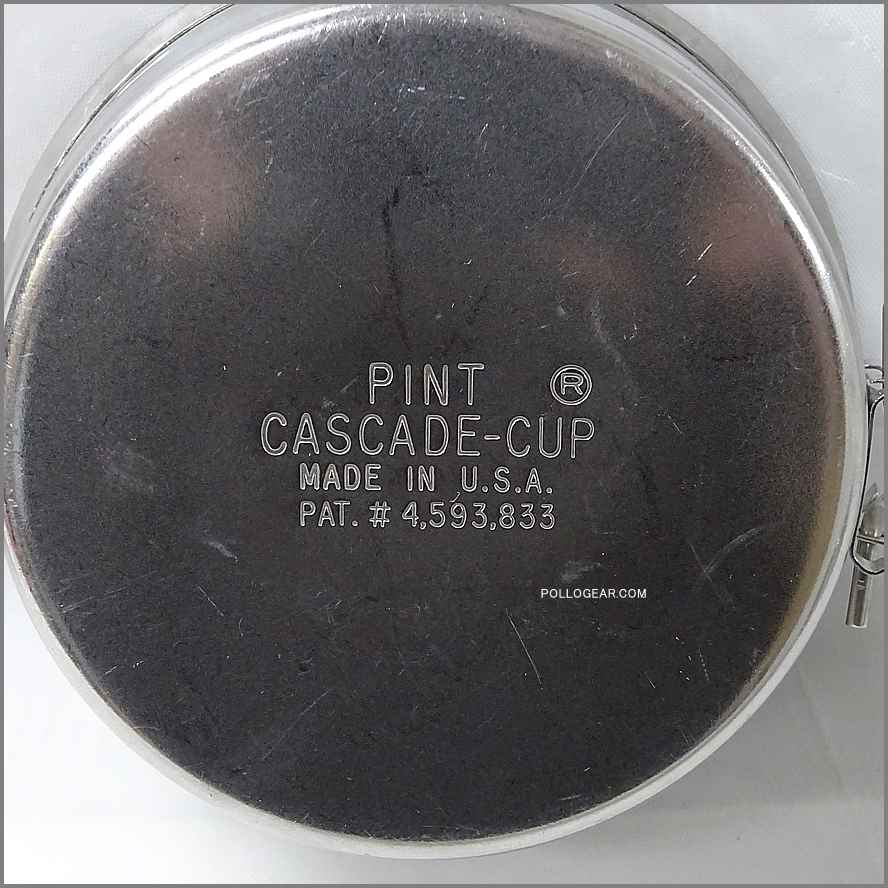 PINT ®
CASCADE-CUP
MADE IN U.S.A.
PAT. # 4,593,833
POLLOGEAR.COM